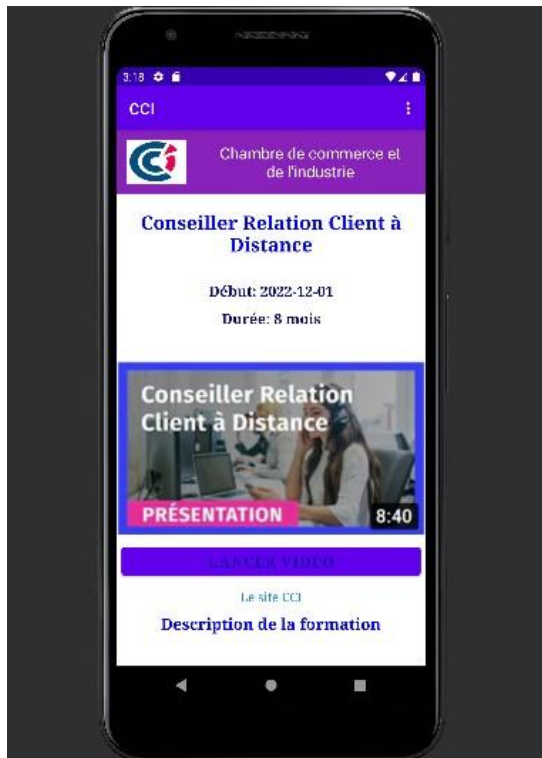 3:18
CCI
Chambre de commerce et
de l'industrie
Conseiller Relation Client à
Distance
Début: 2022-12-01
Durée: 8 mois
Conseiller Relation
Client à Distance
PRÉSENTATION
8:40
LANCER VIDEO
Le site CCI
Description de la formation